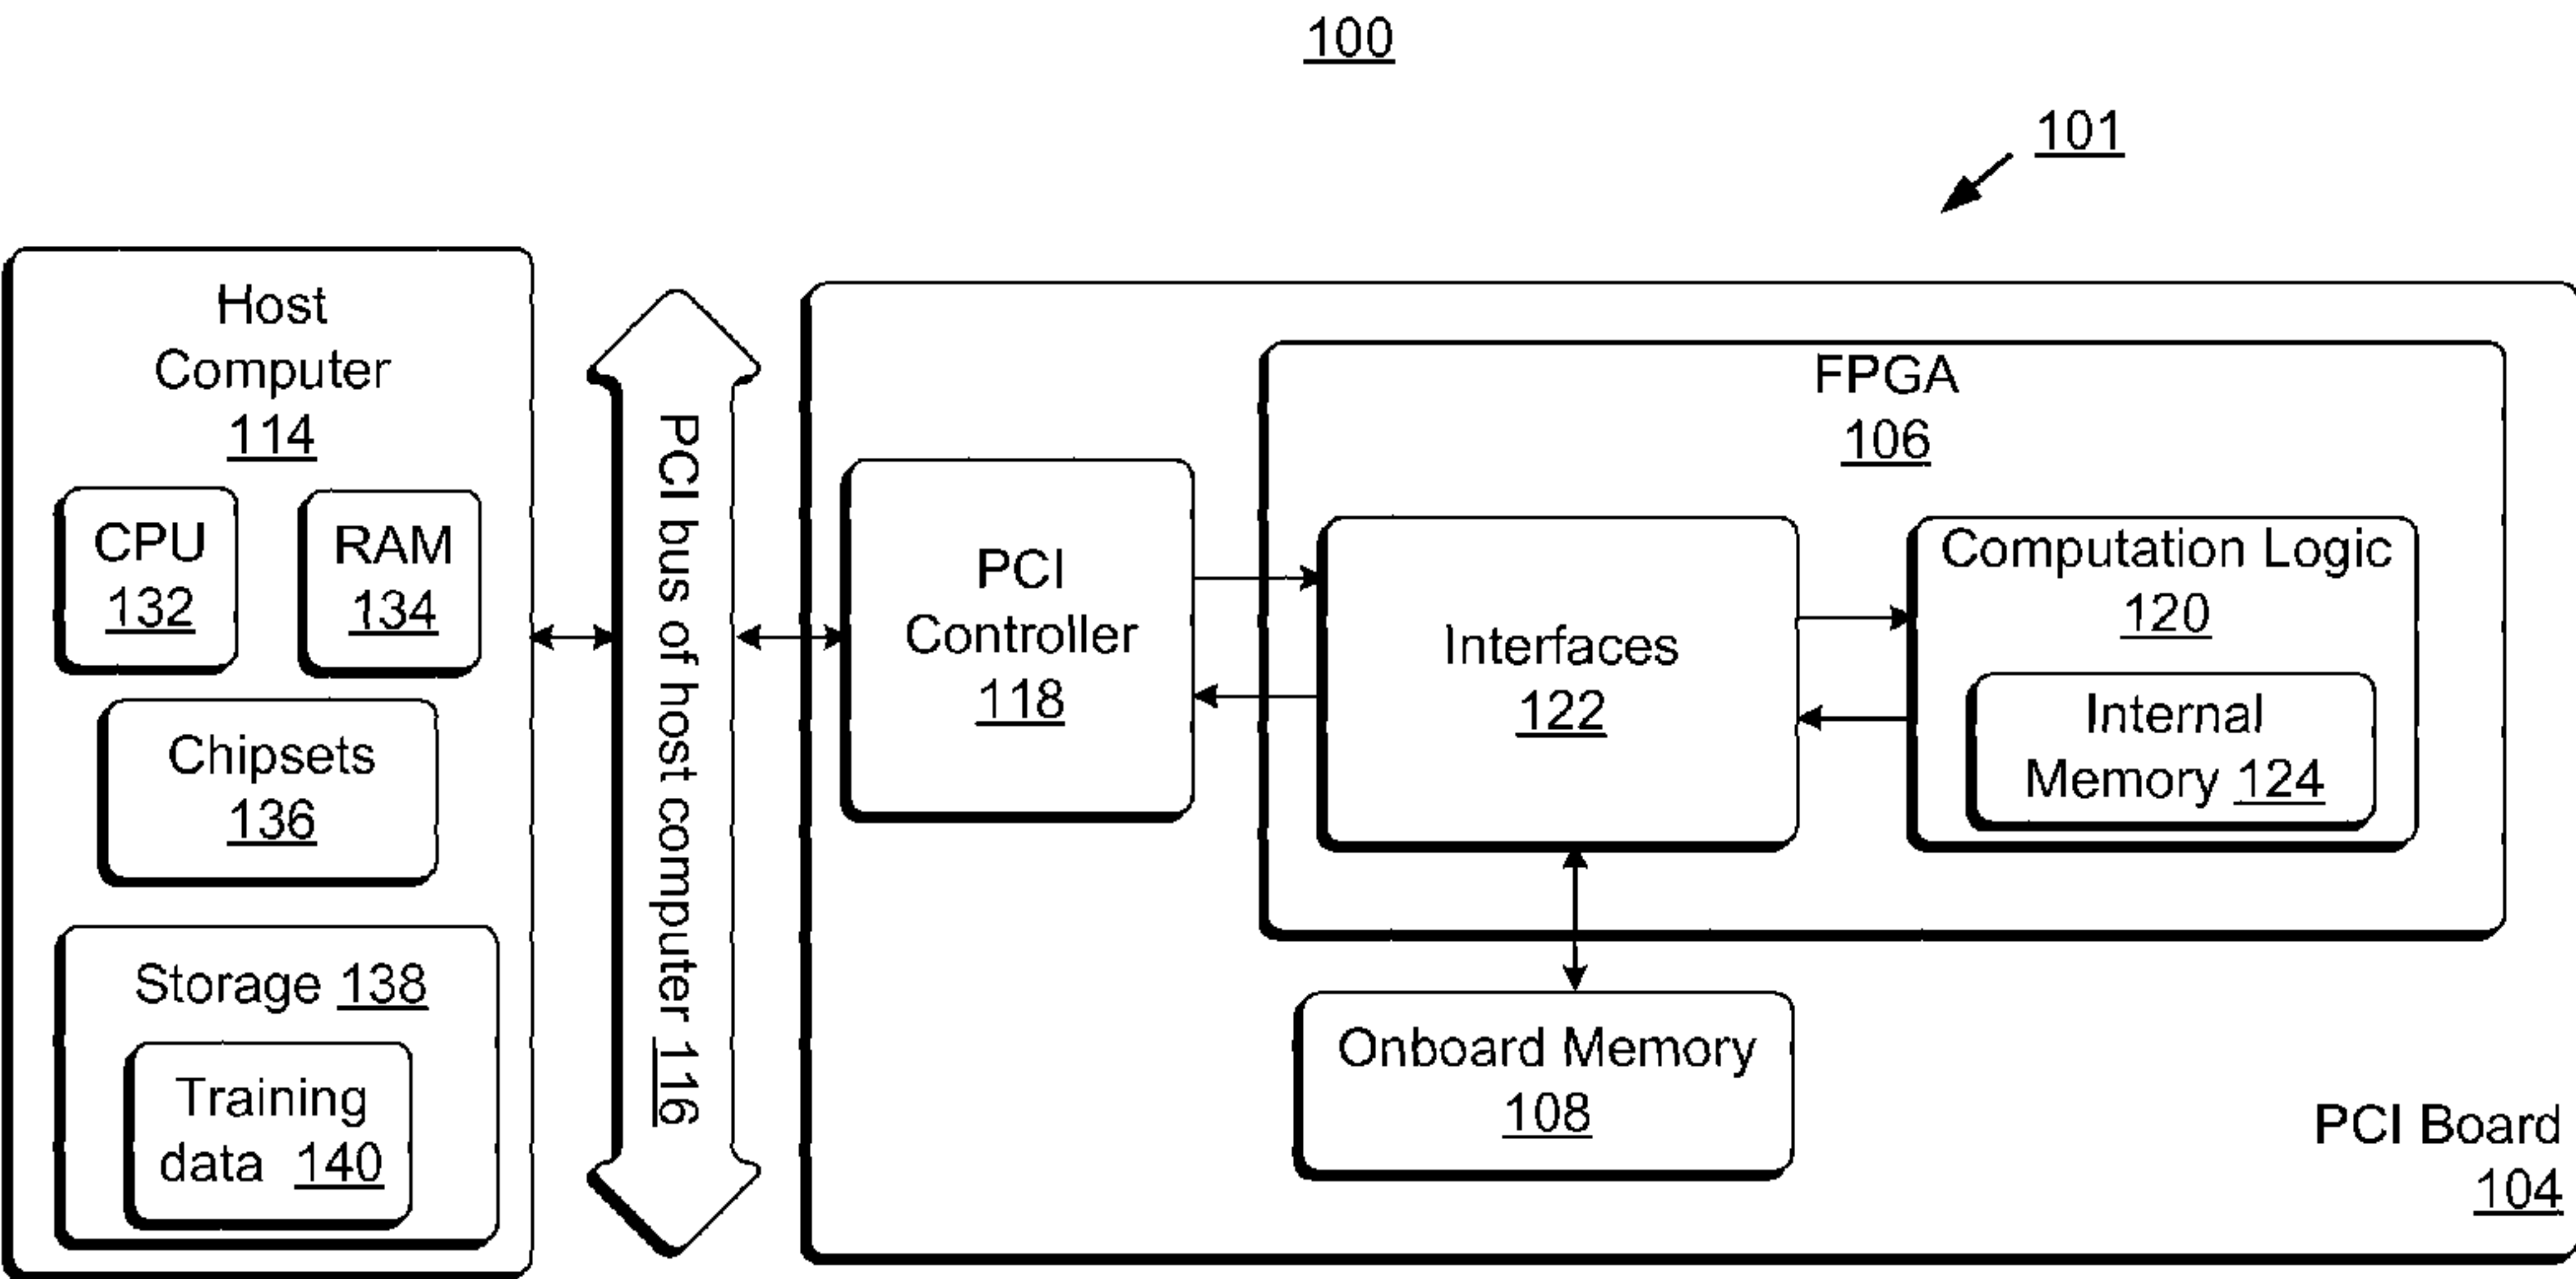 100
101
Host
Computer
114
CPU
132
RAM
134
Chipsets
136
Storage 138
Training
data 140
PCI bus of host computer 116
PCI
Controller
118
FPGA
106
Interfaces
122
Computation Logic
120
Internal
Memory 124
Onboard Memory
108
PCI Board
104